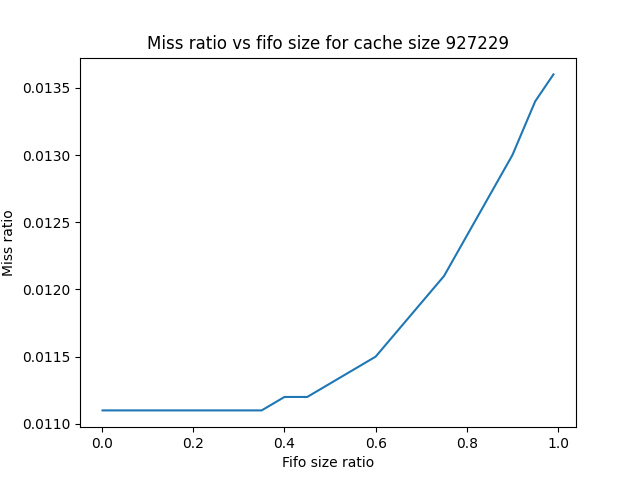 Miss ratio vs fifo size for cache size 927229
0.0135
0.0130
0.0125
0.0120
0.0115
0.0110
Miss ratio
0.0 0.2 0.4 0.6 0.8 1.0
Fifo size ratio